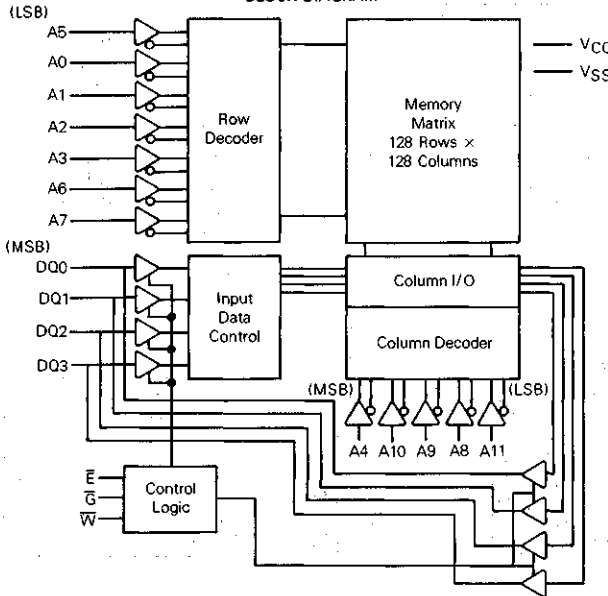 (LSB)
A5
A0
A1
A2
A3
A6
A7
(MSB)
Row
Decoder
Memory
Matrix
128 Rows ×
128 Columns
VCC
VSS
DQ0
DQ1
DQ2
DQ3
Input
Data
Control
Column I/O
Column Decoder
(MSB)
(LSB)
A4 A10 A9 A8 A11
E̅
G̅
W̅
Control
Logic